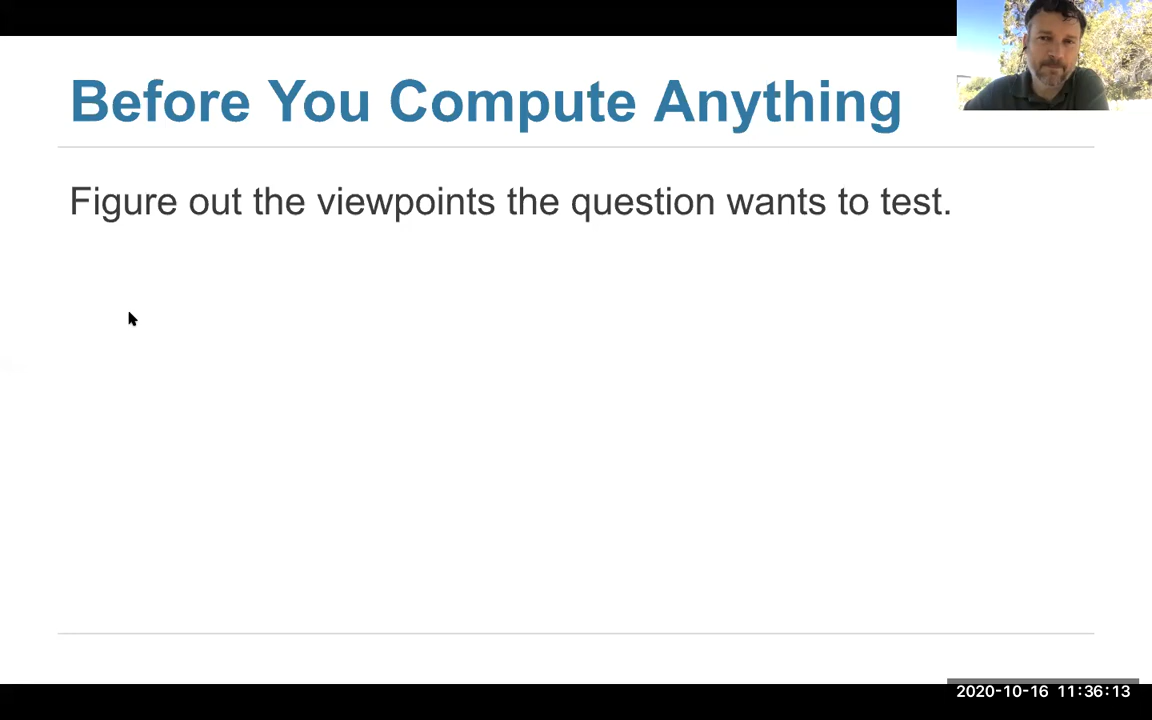 Before You Compute Anything
Figure out the viewpoints the question wants to test.
2020-10-16 11:36:13